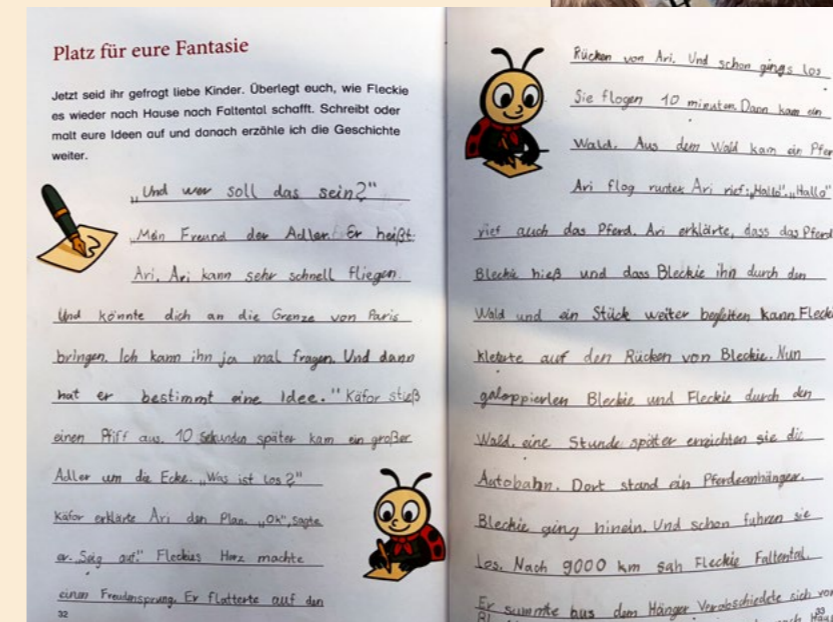 Platz für eure Fantasie
Jetzt seid ihr gefragt liebe Kinder. Überlegt euch, wie Fleckie
es wieder nach Hause nach Faltental schafft. Schreibt oder
malt eure Ideen auf und danach erzähle ich die Geschichte
weiter.
„Und wer soll das sein?"
„Mein Freund der Adler. Er heißt
Ari. Ari kann sehr schnell fliegen.
Und könnte dich an die Grenze von Paris
bringen. Ich kann ihn ja mal fragen. Und dann
hat er bestimmt eine Idee." Käfor stieß
einen Pfiff aus. 10 Sekunden später kam ein großer
Adler um die Ecke. „Was ist los?"
Käfor erklärte Ari den Plan. „Ok", sagte
er. „Seig auf." Fleckies Herz machte
einen Freudensprung. Er flatterte auf den
32
Rücken von Ari. Und schon gings los.
Sie flogen 10 minuten. Dann kam ein
Wald. Aus dem Wald kam ein Pfer
Ari flog runter Ari rief: „Hallo". „Hallo"
rief auch das Pferd. Ari erklärte, dass das Pferd
Bleckie hieß und dass Bleckie ihn durch den
Wald und ein Stück weiter begleiten kann Flecki
kletterte auf den Rücken von Bleckie. Nun
galoppierten Bleckie und Fleckie durch den
Wald. eine Stunde später erreichten sie die
Autobahn. Dort stand ein Pferdeanhänger.
Bleckie ging hinein. Und schon fuhren sie
los. Nach 9000 km sah Fleckie Faltental.
Er summte aus dem Hänger Verabschiedete sich von
33